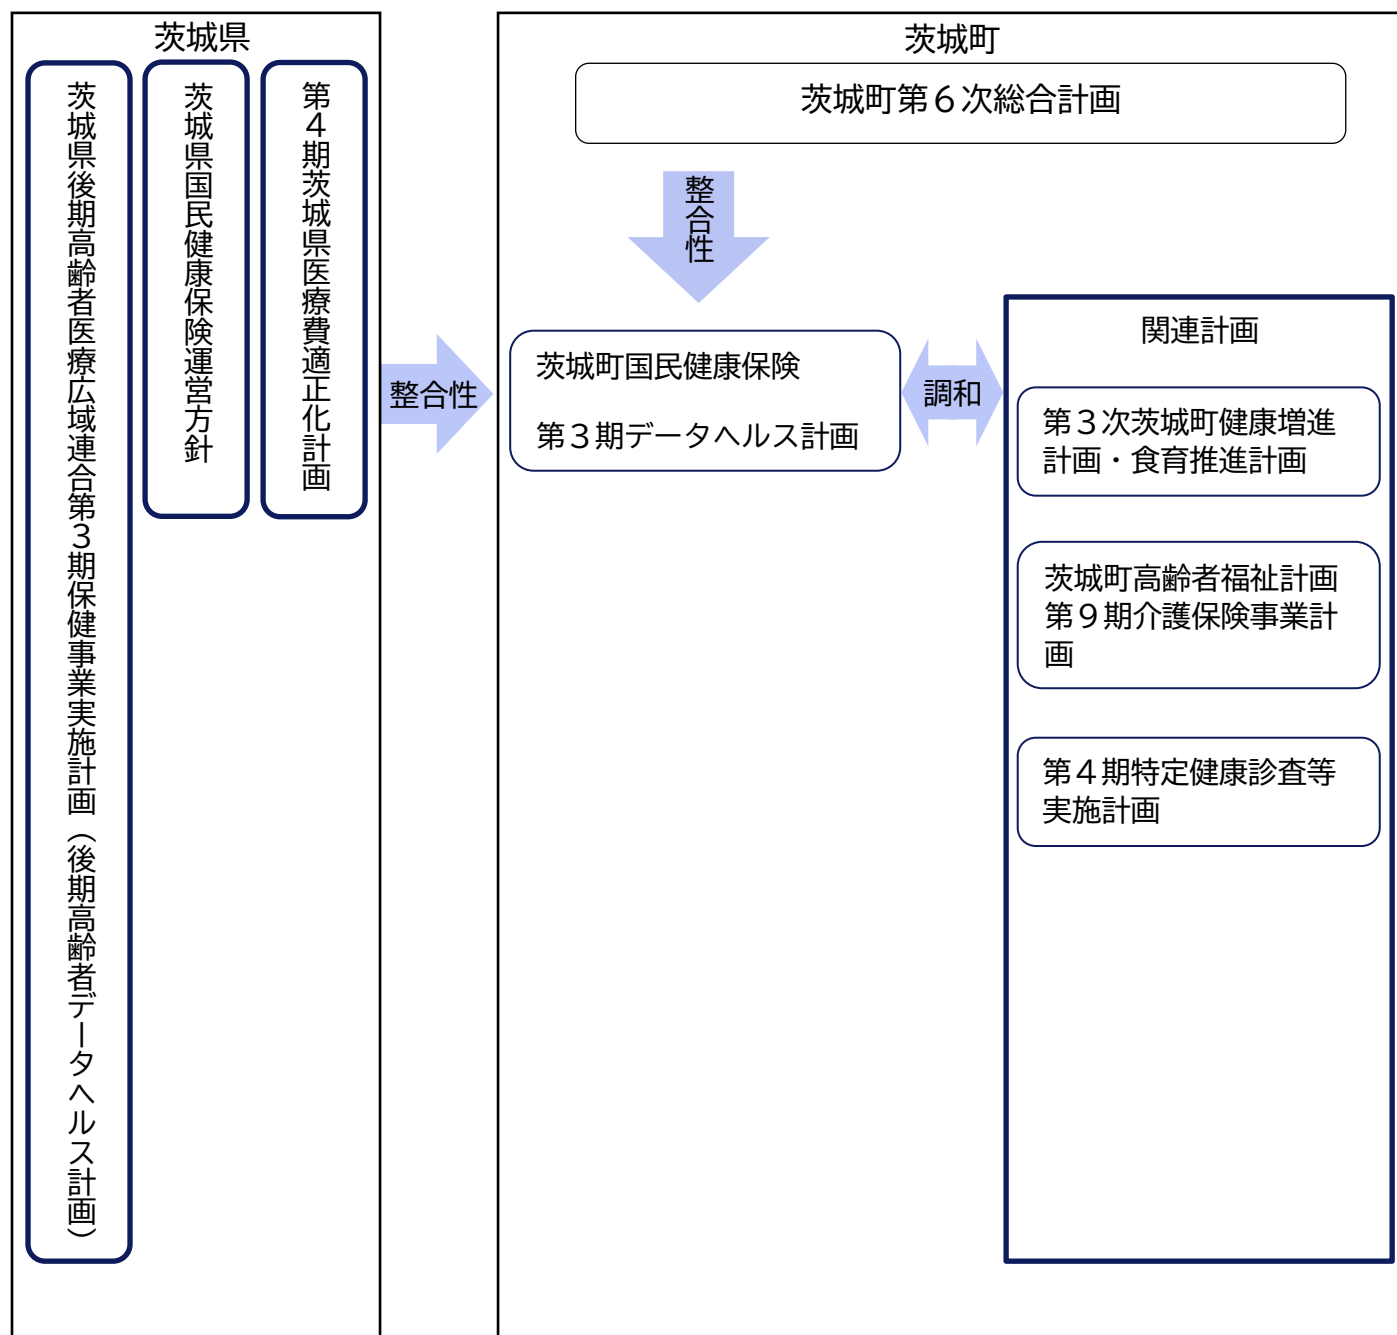 茨城県
第４期茨城県医療費適正化計画
茨城県国民健康保険運営方針
茨城県後期高齢者医療広域連合第３期保健事業実施計画（後期高齢者データヘルス計画）
整合性
茨城町
茨城町第６次総合計画
整合性
茨城町国民健康保険
第３期データヘルス計画
調和
関連計画
第３次茨城町健康増進
計画・食育推進計画
茨城町高齢者福祉計画
第９期介護保険事業計
画
第４期特定健康診査等
実施計画